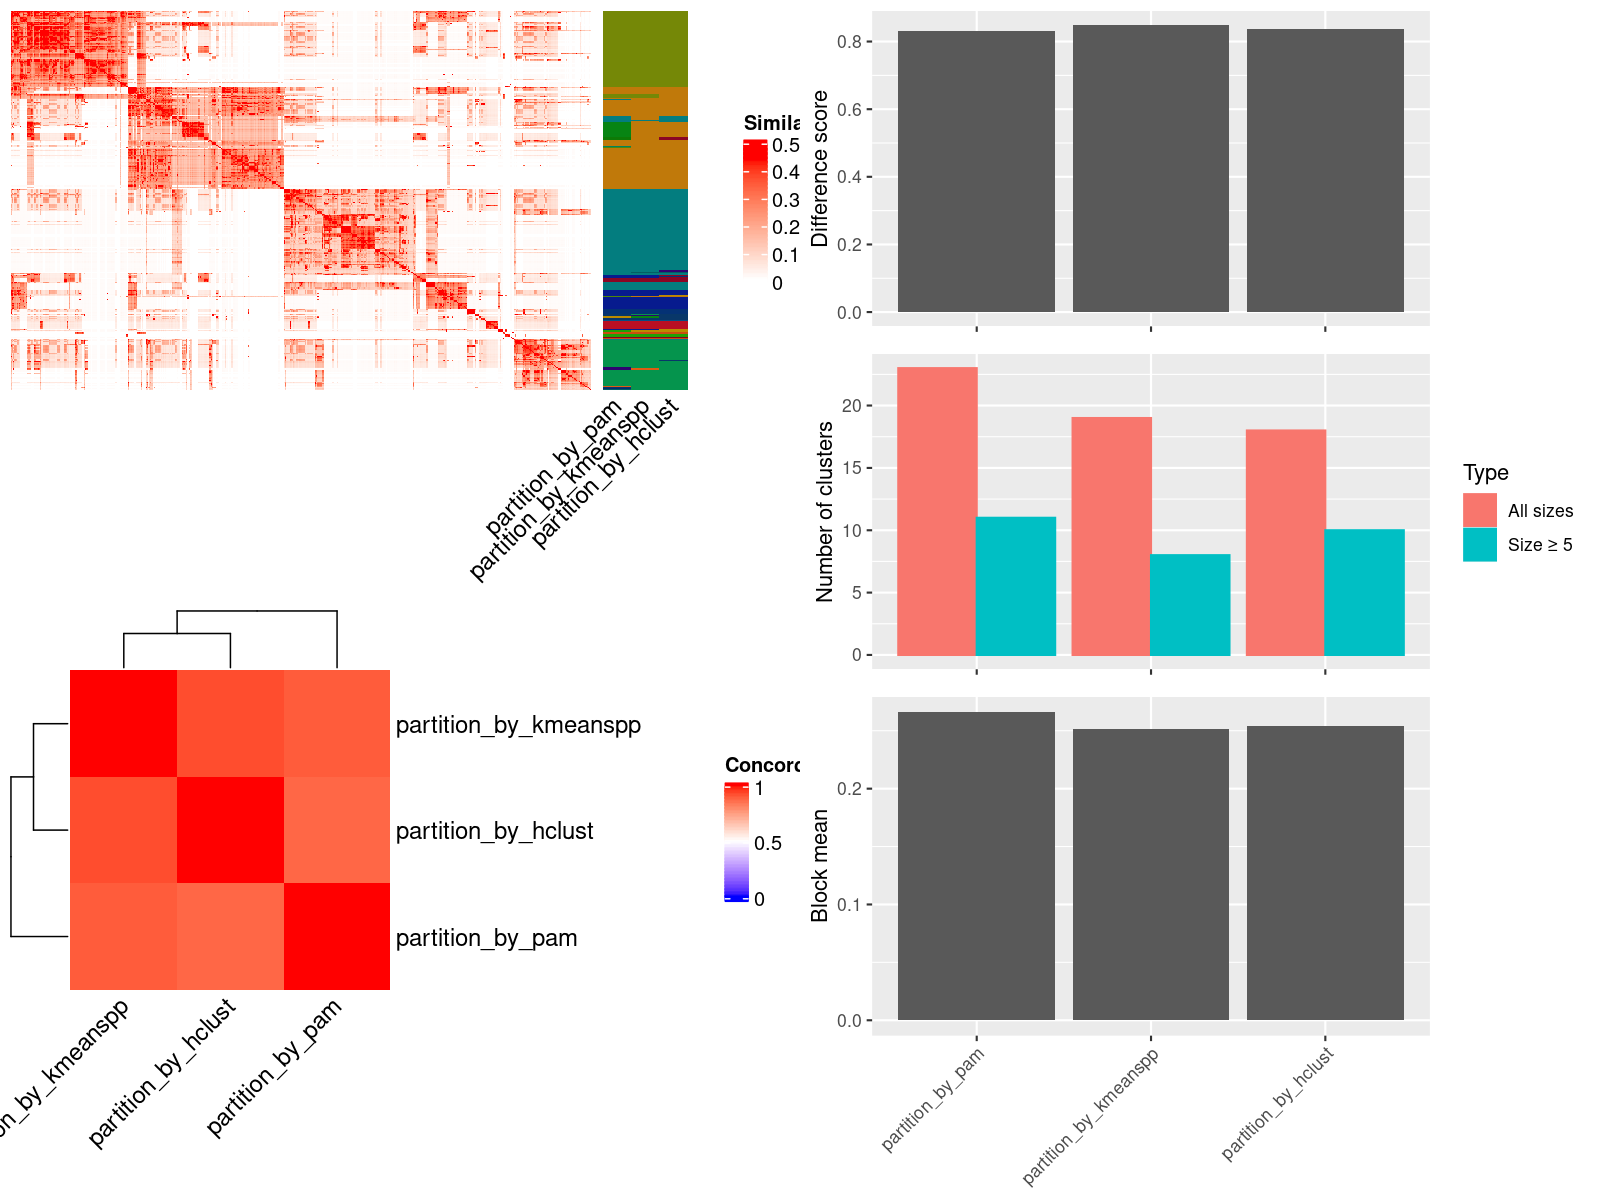 Simila
0.5
0.4
0.3
0.2
0.1
0
partition_by_pam
partition_by_kmeanspp
partition_by_hclust
partition_by_kmeanspp
partition_by_hclust
partition_by_pam
on_by_kmeanspp
partition_by_hclust
partition_by_pam
Concord
1
0.5
0
Difference score
0.8
0.6
0.4
0.2
0.0
Number of clusters
20
15
10
5
0
Type
All sizes
Size ≥ 5
Block mean
0.2
0.1
0.0
partition_by_pam
partition_by_kmeanspp
partition_by_hclust